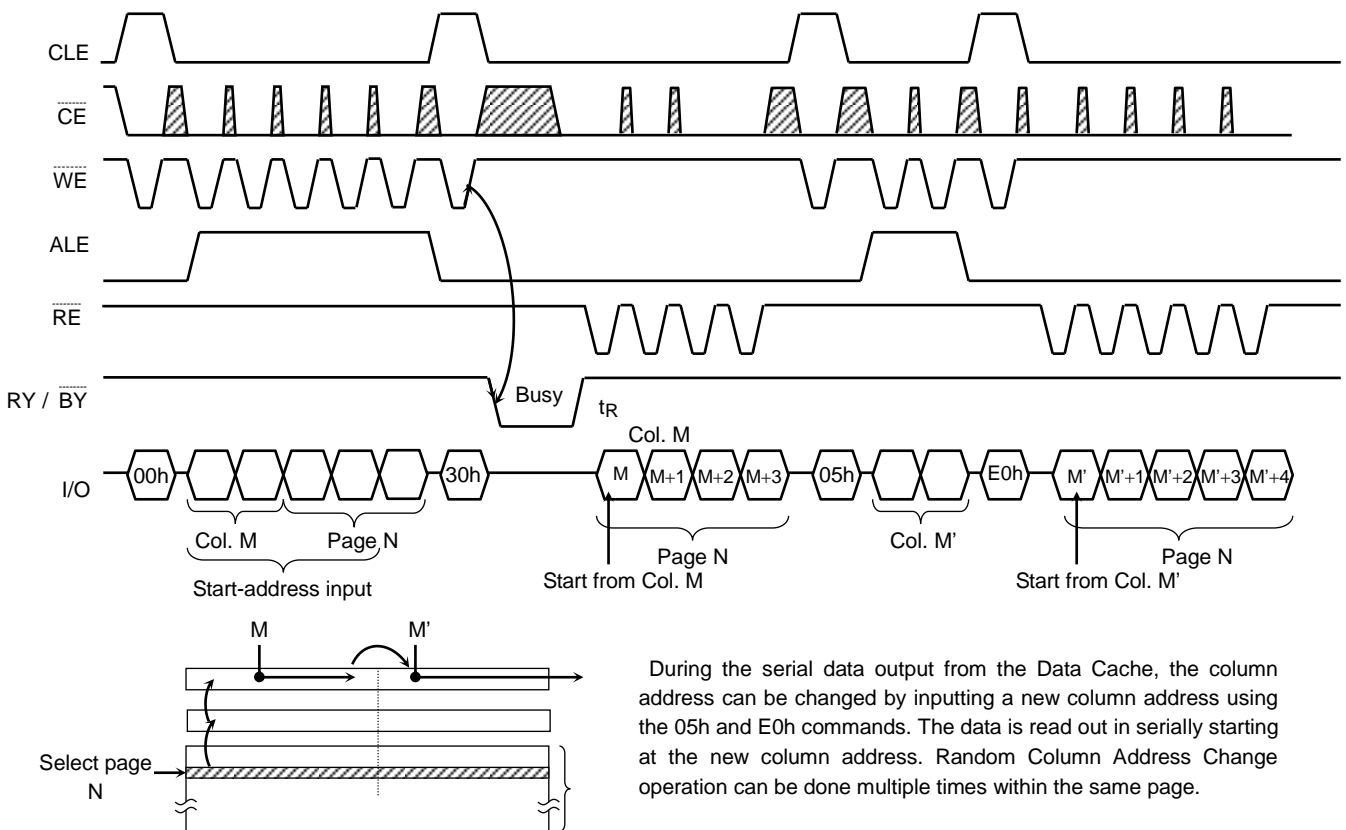 CLE
CE
WE
ALE
RE
RY / BY
Busy
tR
Col. M
I/O
00h
30h
M
M+1
M+2
M+3
05h
E0h
M'
M'+1
M'+2
M'+3
M'+4
Col. M
Page N
Start-address input
Page N
Start from Col. M
Col. M’
Page N
Start from Col. M’
M
M’
Select page
N
During the serial data output from the Data Cache, the column
address can be changed by inputting a new column address using
the 05h and E0h commands. The data is read out in serially starting
at the new column address. Random Column Address Change
operation can be done multiple times within the same page.